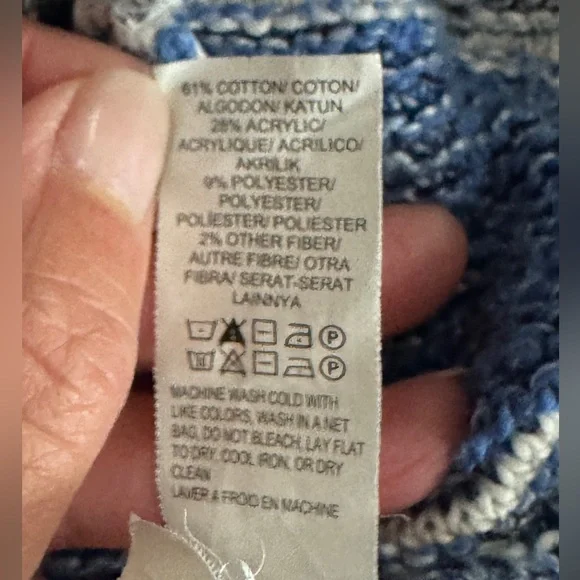 61% COTTON/ COTON/
ALGODON/ KATUN
28% ACRYLIC/
ACRYLIQUE/ ACRILICO/
AKRILIK
9% POLYESTER/
POLYESTER/
POLIESTER/ POLIESTER
2% OTHER FIBER/
AUTRE FIBRE/ OTRA
FIBRA/ SERAT-SERAT
LAINNYA
P
P
MACHINE WASH COLD WITH
LIKE COLORS, WASH IN A NET
BAG, DO NOT BLEACH, LAY FLAT
TO DRY, COOL IRON, OR DRY
CLEAN
LAVER A FROID EN MACHINE